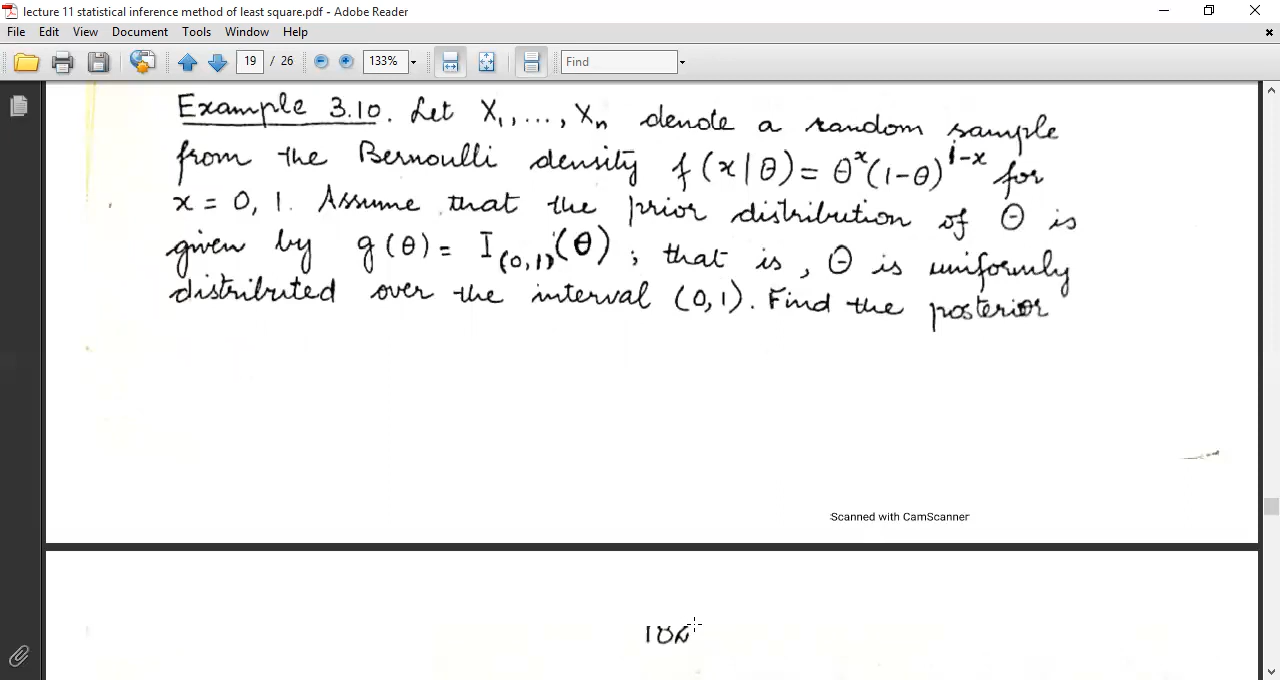 lecture 11 statistical inference method of least square.pdf - Adobe Reader
File Edit View Document Tools Window Help
19 / 26 133% Find
Example 3.10. Let X₁, ..., Xₙ denote a random sample
from the Bernoulli density f(x|θ) = θˣ(1-θ)¹⁻ˣ for
x = 0, 1. Assume that the prior distribution of Θ is
given by g(θ) = I₍₀,₁₎(θ); that is, Θ is uniformly
distributed over the interval (0,1). Find the posterior
Scanned with CamScanner
182